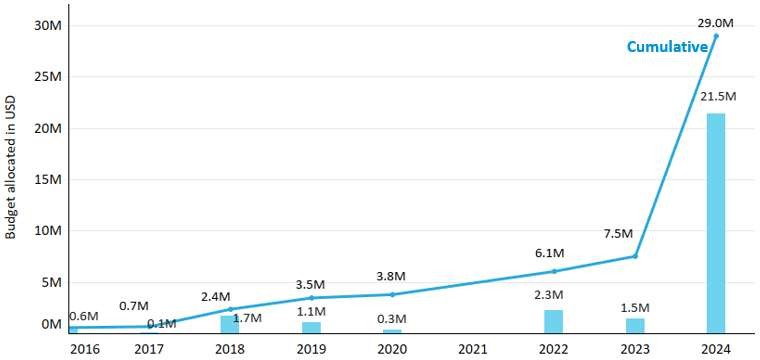 30M
25M
20M
15M
10M
5M
0M
Budget allocated in USD
Cumulative
29.0M
21.5M
7.5M
6.1M
3.8M
3.5M
2.4M
0.7M
0.6M
0.1M
1.7M
1.1M
0.3M
2.3M
1.5M
2016 2017 2018 2019 2020 2021 2022 2023 2024